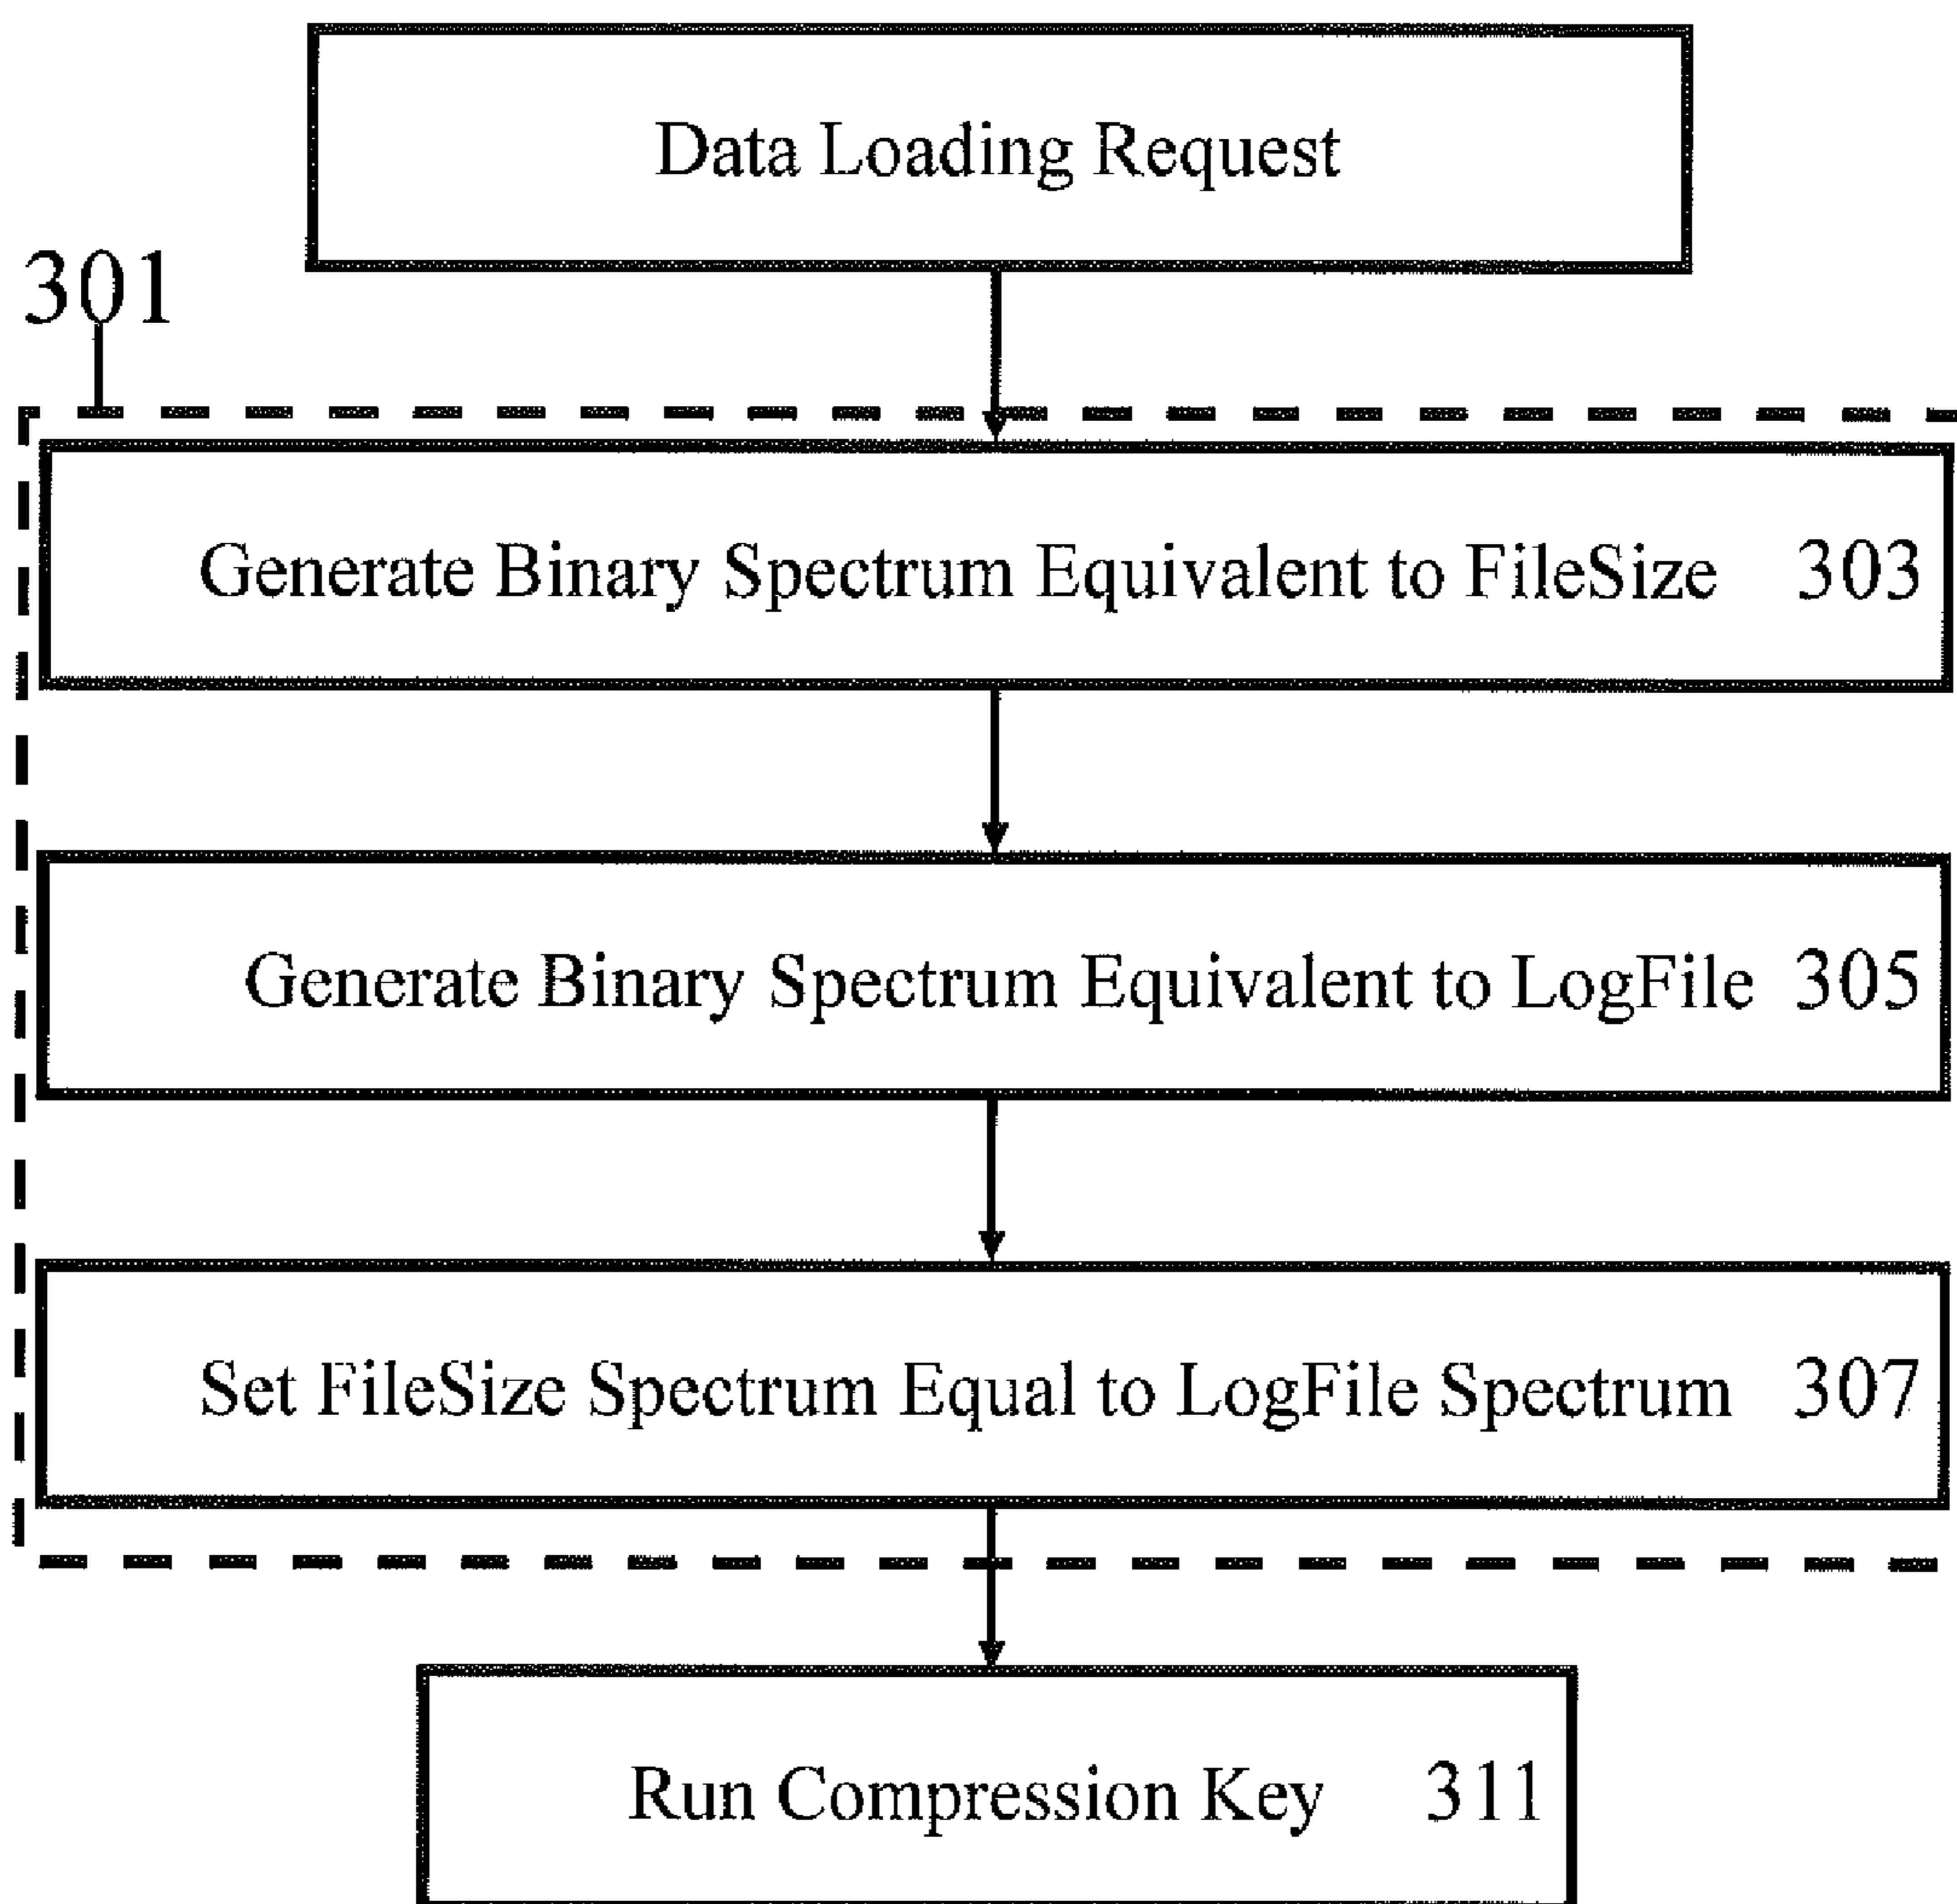 Data Loading Request
301
Generate Binary Spectrum Equivalent to FileSize 303
Generate Binary Spectrum Equivalent to LogFile 305
Set FileSize Spectrum Equal to LogFile Spectrum 307
Run Compression Key 311